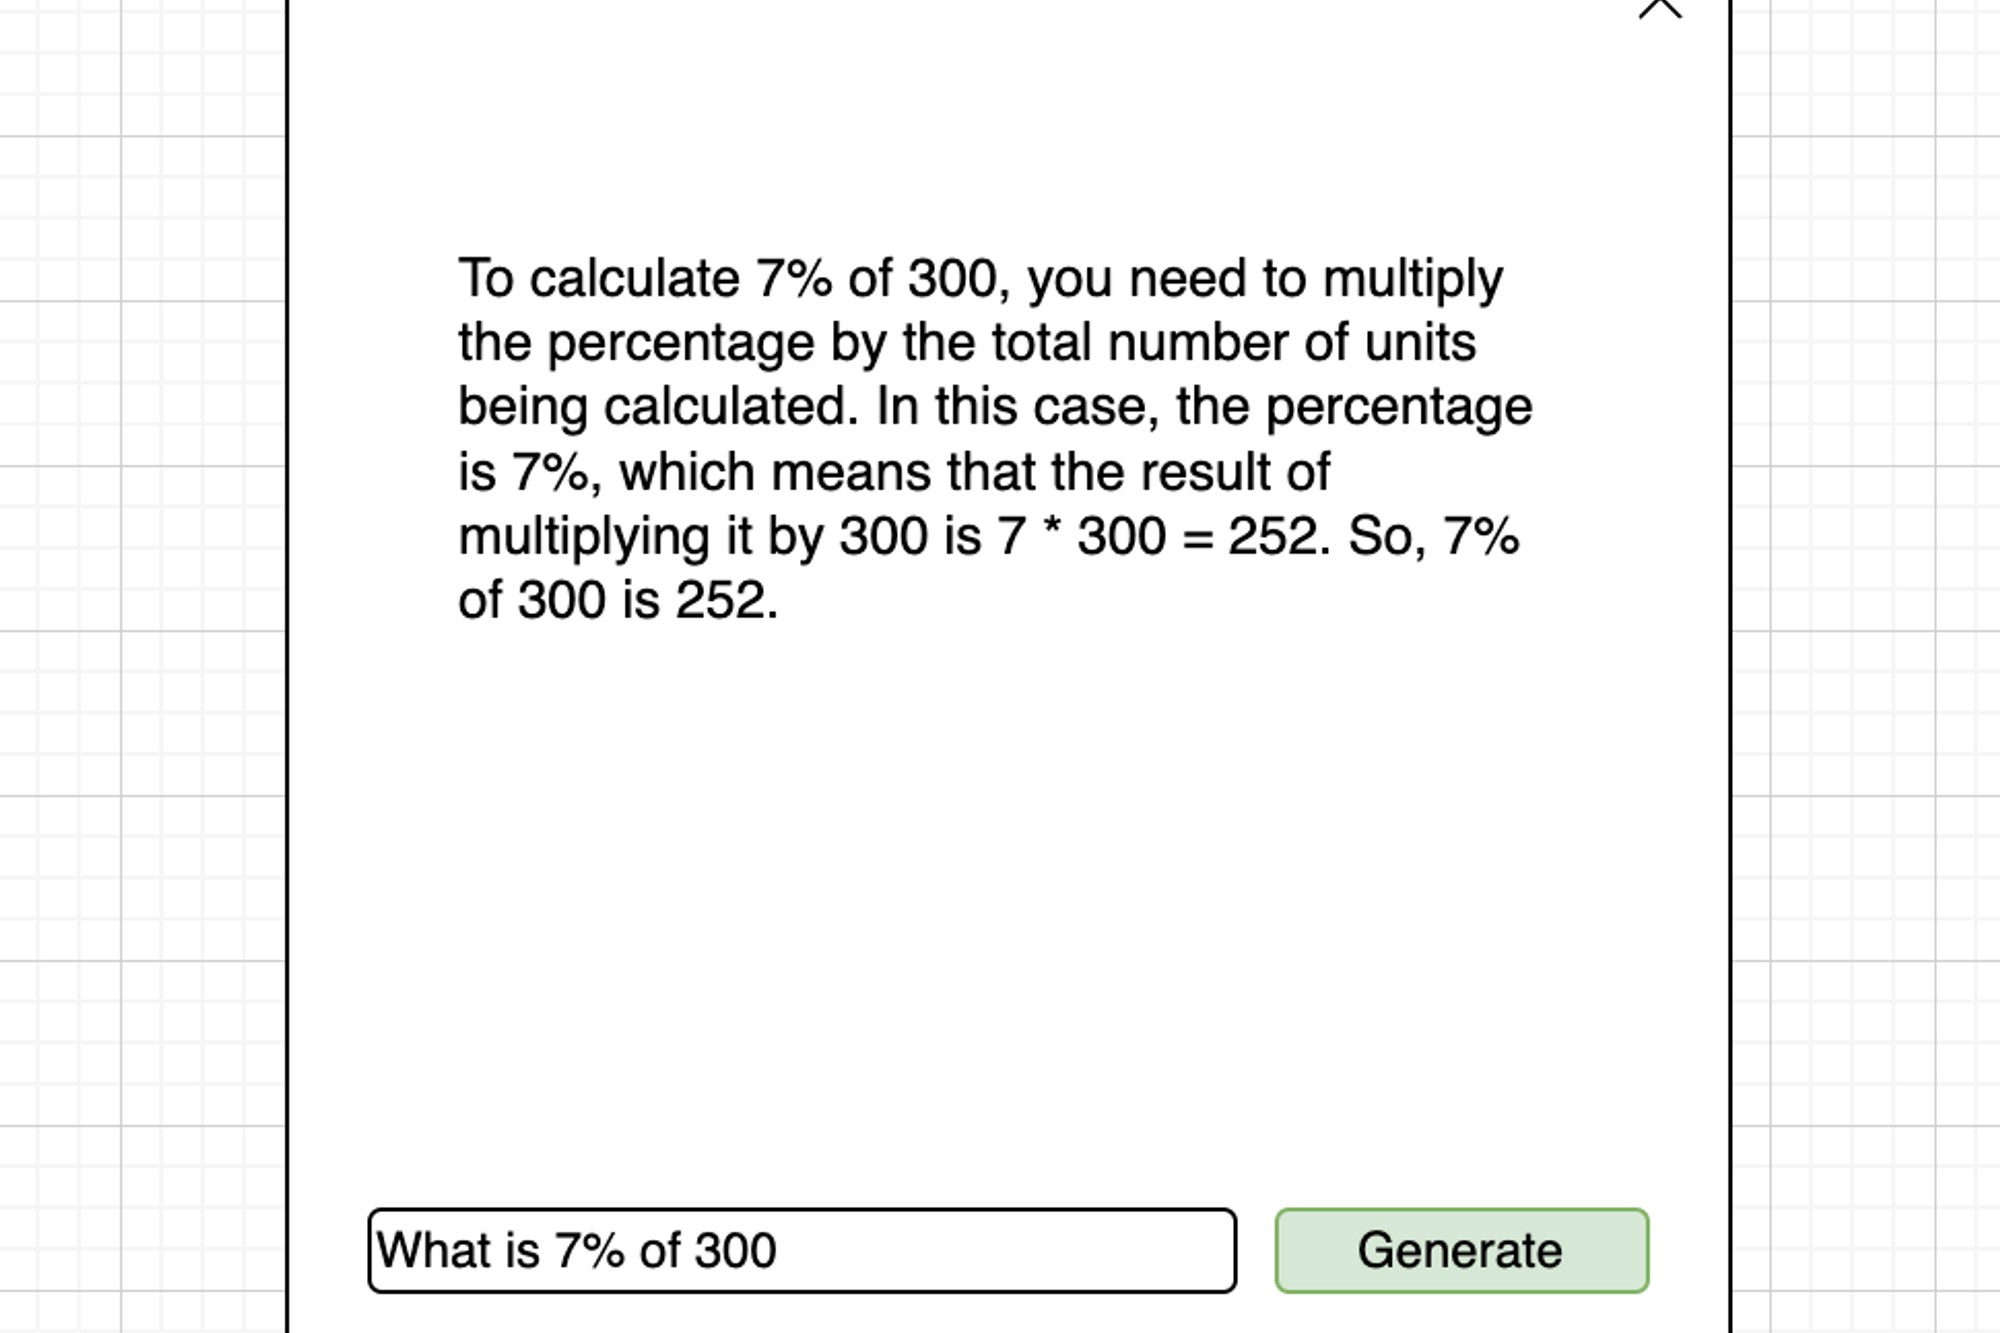 To calculate 7% of 300, you need to multiply
the percentage by the total number of units
being calculated. In this case, the percentage
is 7%, which means that the result of
multiplying it by 300 is 7 * 300 = 252. So, 7%
of 300 is 252.
What is 7% of 300
Generate